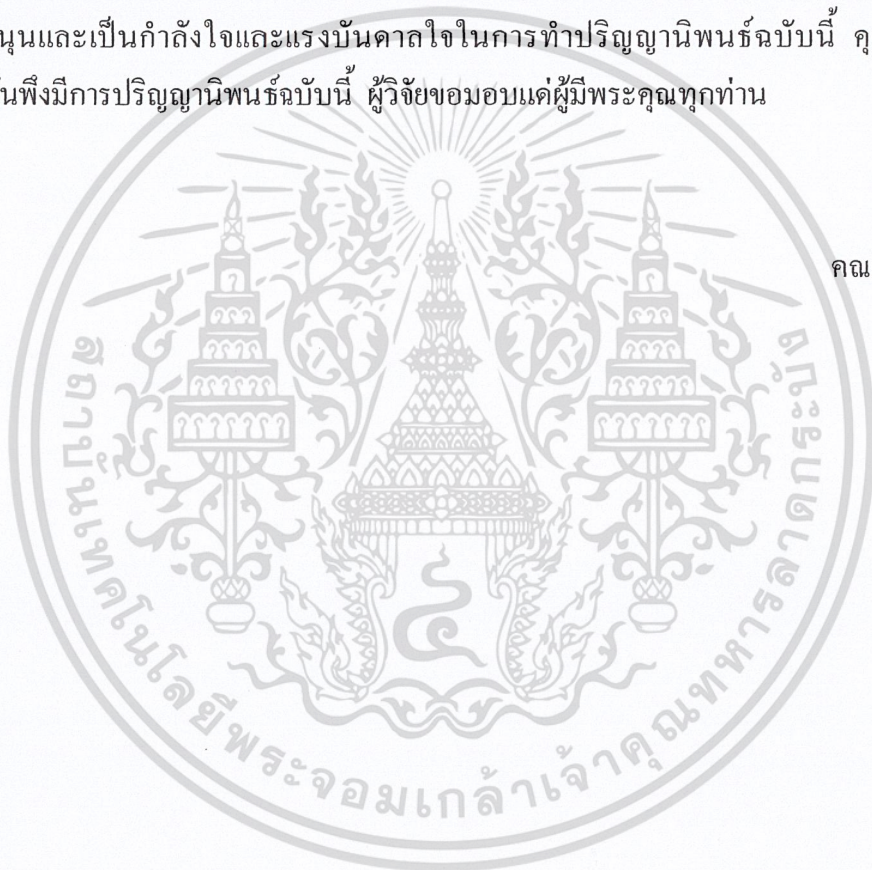 นุนและเป็นกำลังใจและแรงบันดาลใจในการทำปริญญานิพนธ์ฉบับนี้ คุ
ันพึงมีการปริญญานิพนธ์ฉบับนี้ ผู้วิจัยขอมอบแด่ผู้มีพระคุณทุกท่าน
คณ
สถาบันเทคโนโลยีพระจอมเกล้าเจ้าคุณทหารลาดกระบัง
๔